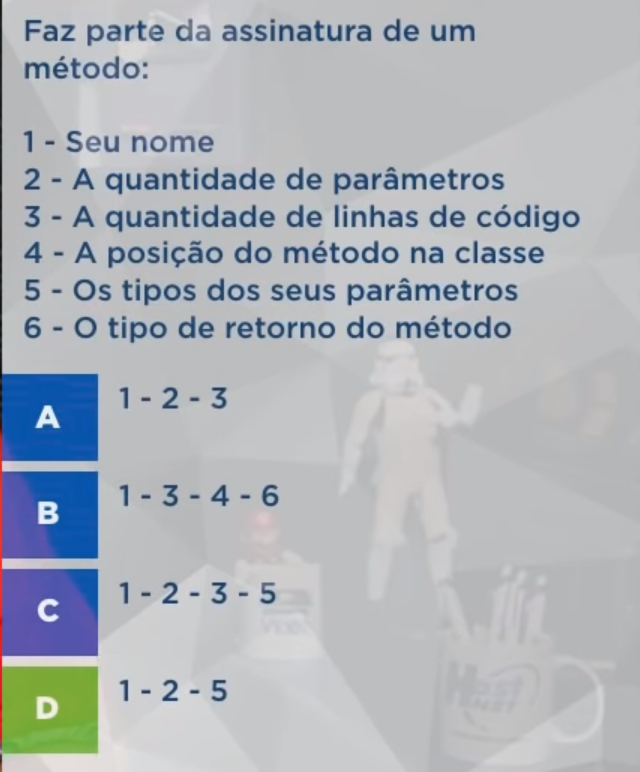 Faz parte da assinatura de um
método:
1 - Seu nome
2 - A quantidade de parâmetros
3 - A quantidade de linhas de código
4 - A posição do método na classe
5 - Os tipos dos seus parâmetros
6 - O tipo de retorno do método
A 1 - 2 - 3
B 1 - 3 - 4 - 6
C 1 - 2 - 3 - 5
D 1 - 2 - 5